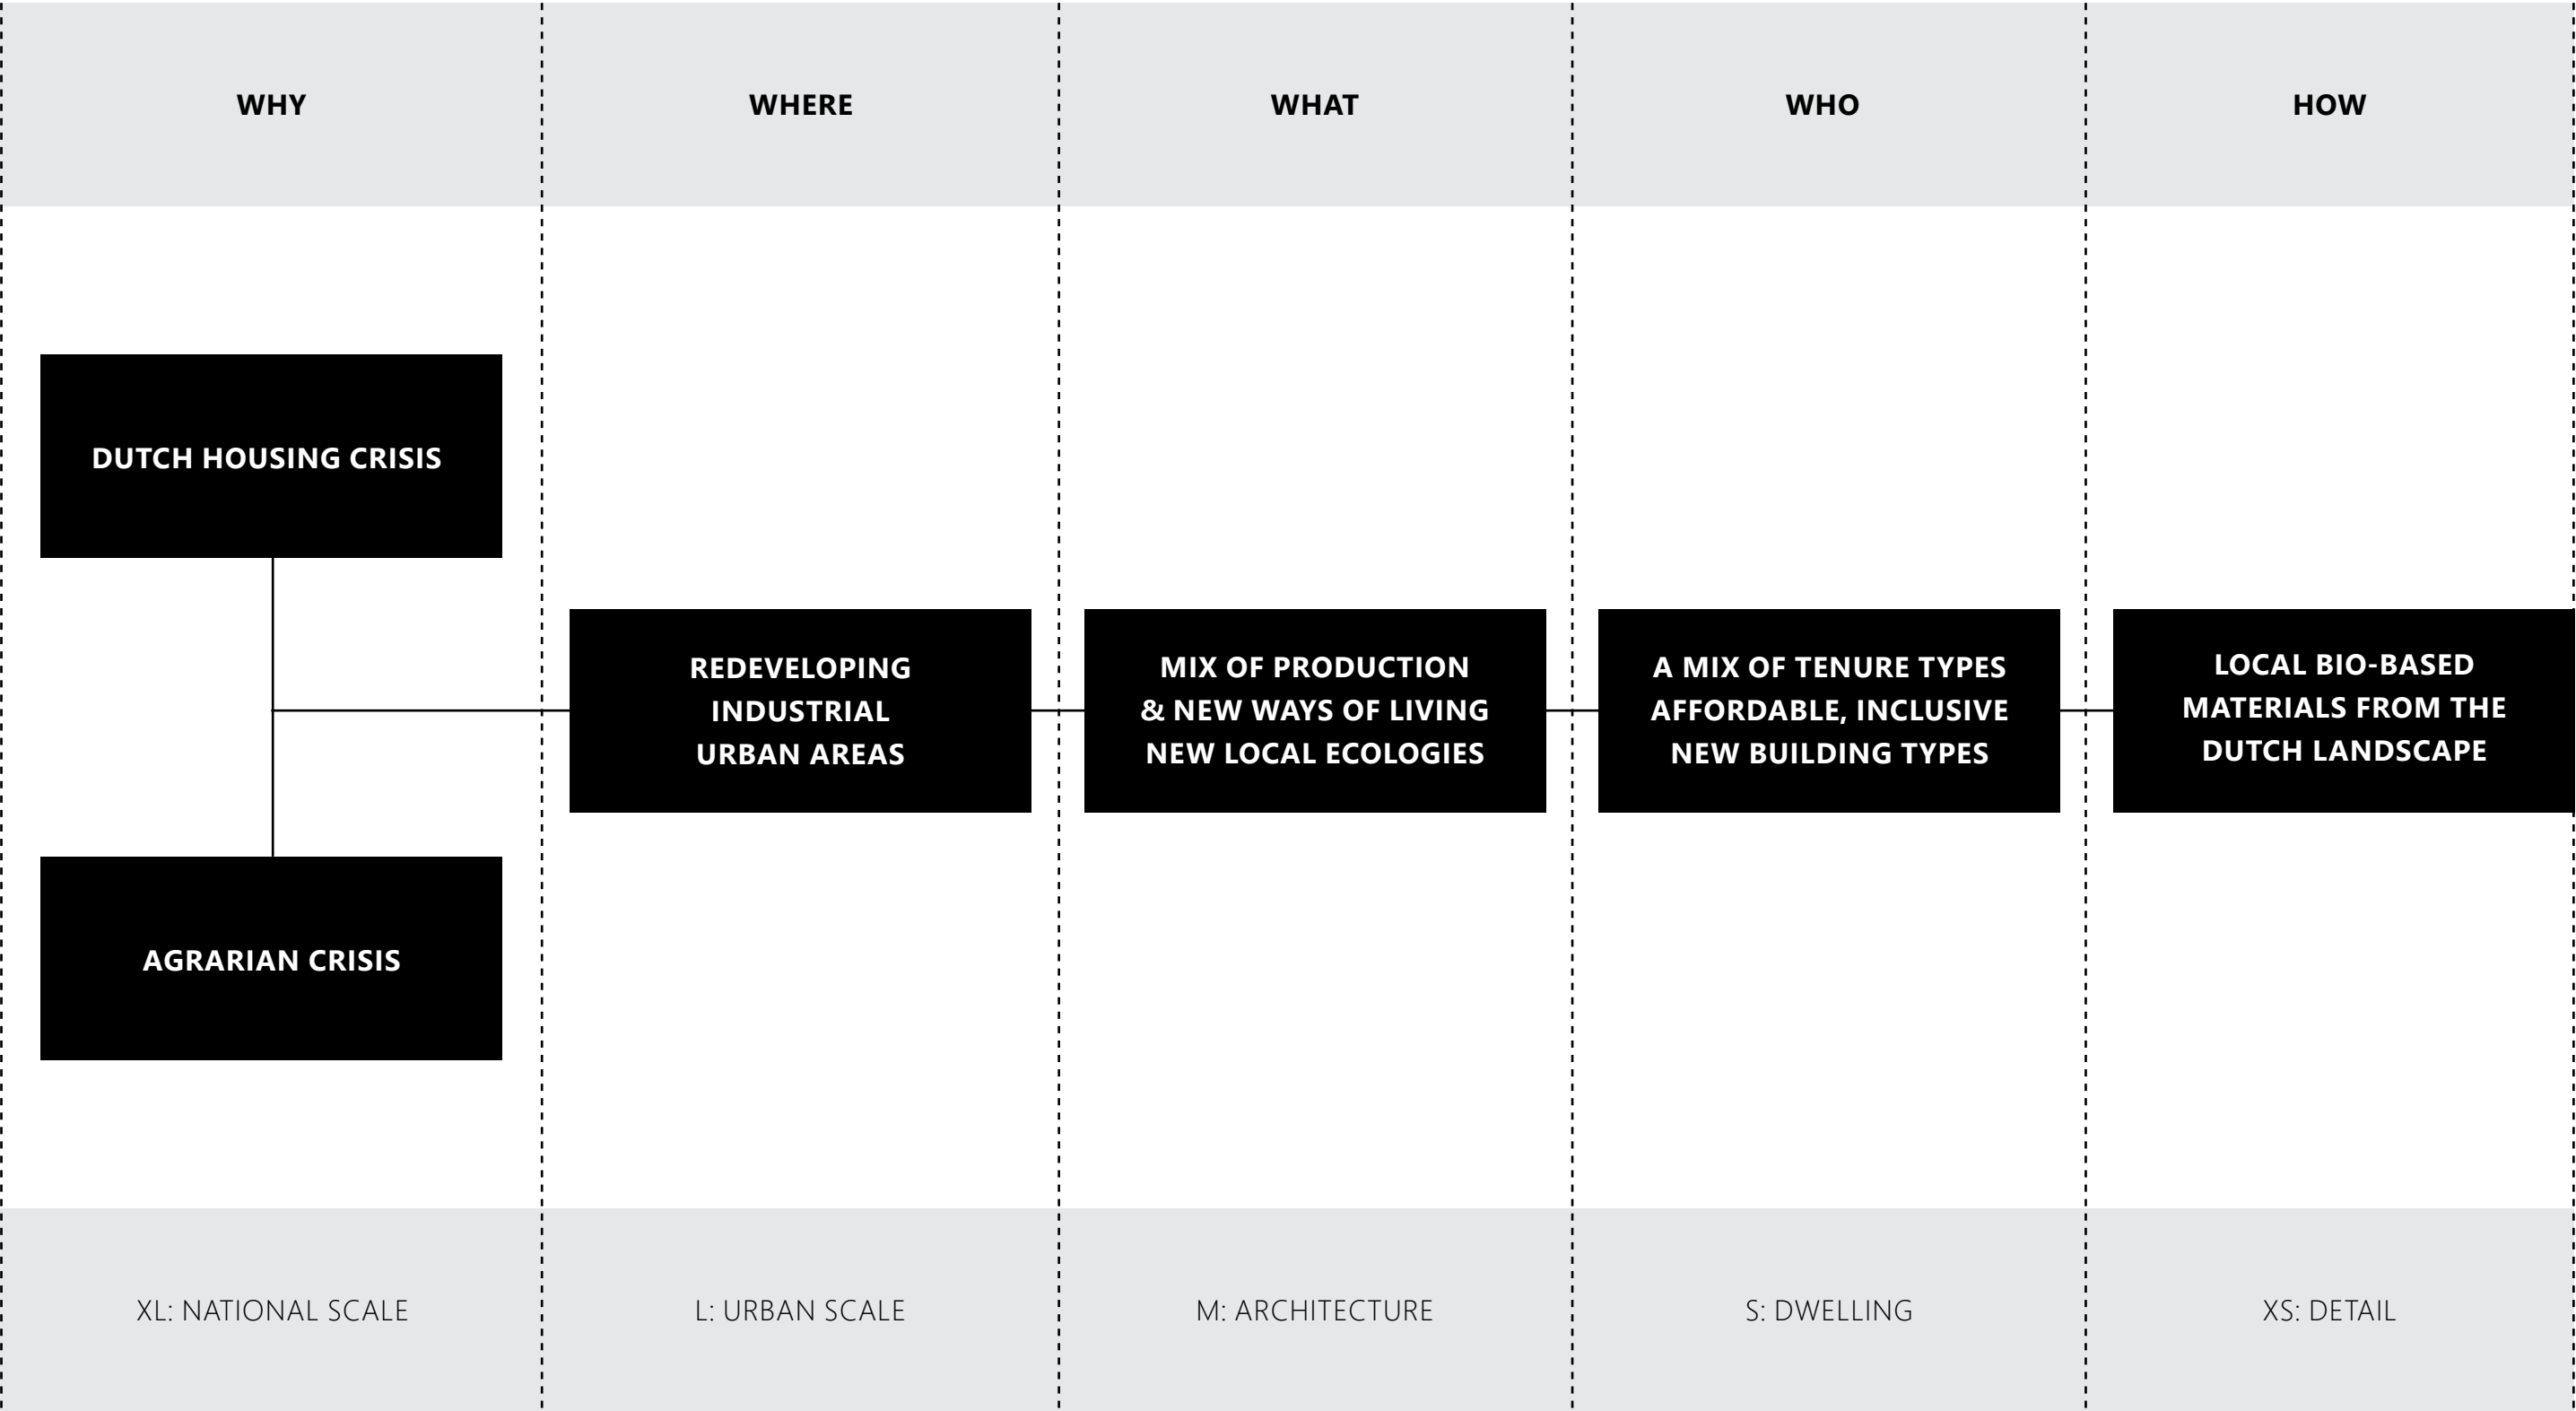 WHY
WHERE
WHAT
WHO
HOW
DUTCH HOUSING CRISIS
AGRARIAN CRISIS
REDEVELOPING
INDUSTRIAL
URBAN AREAS
MIX OF PRODUCTION
& NEW WAYS OF LIVING
NEW LOCAL ECOLOGIES
A MIX OF TENURE TYPES
AFFORDABLE, INCLUSIVE
NEW BUILDING TYPES
LOCAL BIO-BASED
MATERIALS FROM THE
DUTCH LANDSCAPE
XL: NATIONAL SCALE
L: URBAN SCALE
M: ARCHITECTURE
S: DWELLING
XS: DETAIL